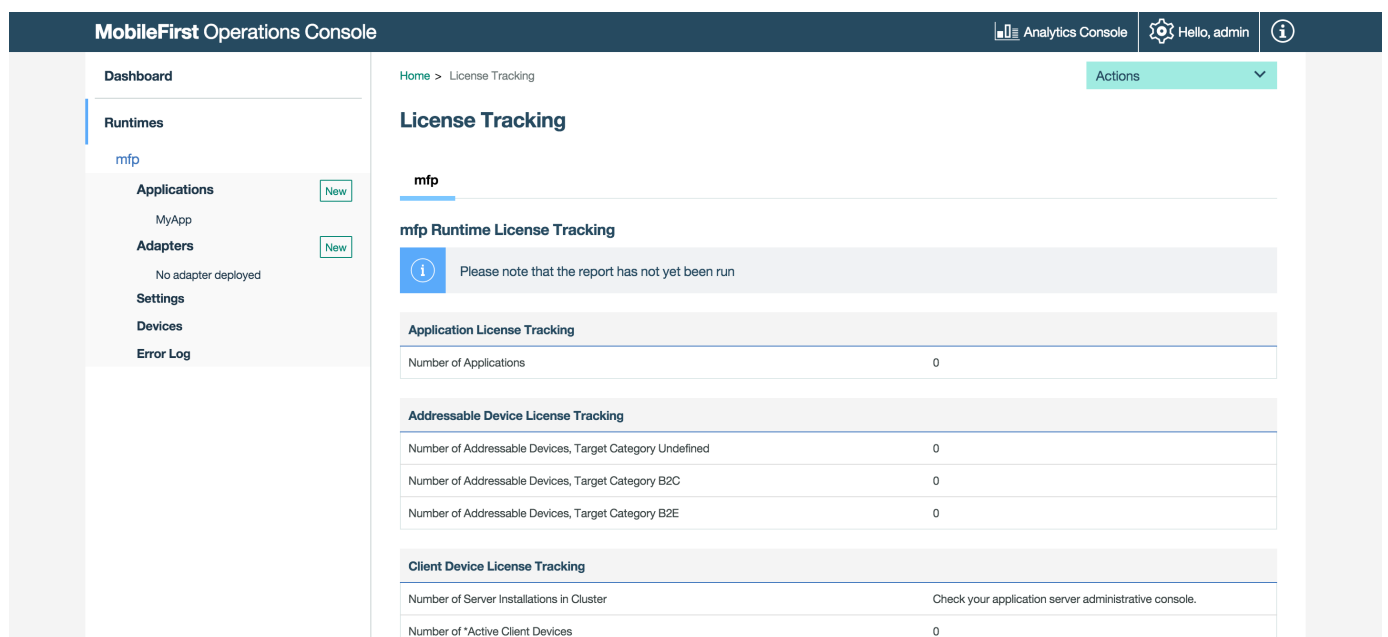 MobileFirst Operations Console
Analytics Console
Hello, admin
Dashboard
Runtimes
mfp
Applications
New
MyApp
Adapters
New
No adapter deployed
Settings
Devices
Error Log
Home > License Tracking
Actions
License Tracking
mfp
mfp Runtime License Tracking
Please note that the report has not yet been run
Application License Tracking
Number of Applications 0
Addressable Device License Tracking
Number of Addressable Devices, Target Category Undefined 0
Number of Addressable Devices, Target Category B2C 0
Number of Addressable Devices, Target Category B2E 0
Client Device License Tracking
Number of Server Installations in Cluster Check your application server administrative console.
Number of *Active Client Devices 0